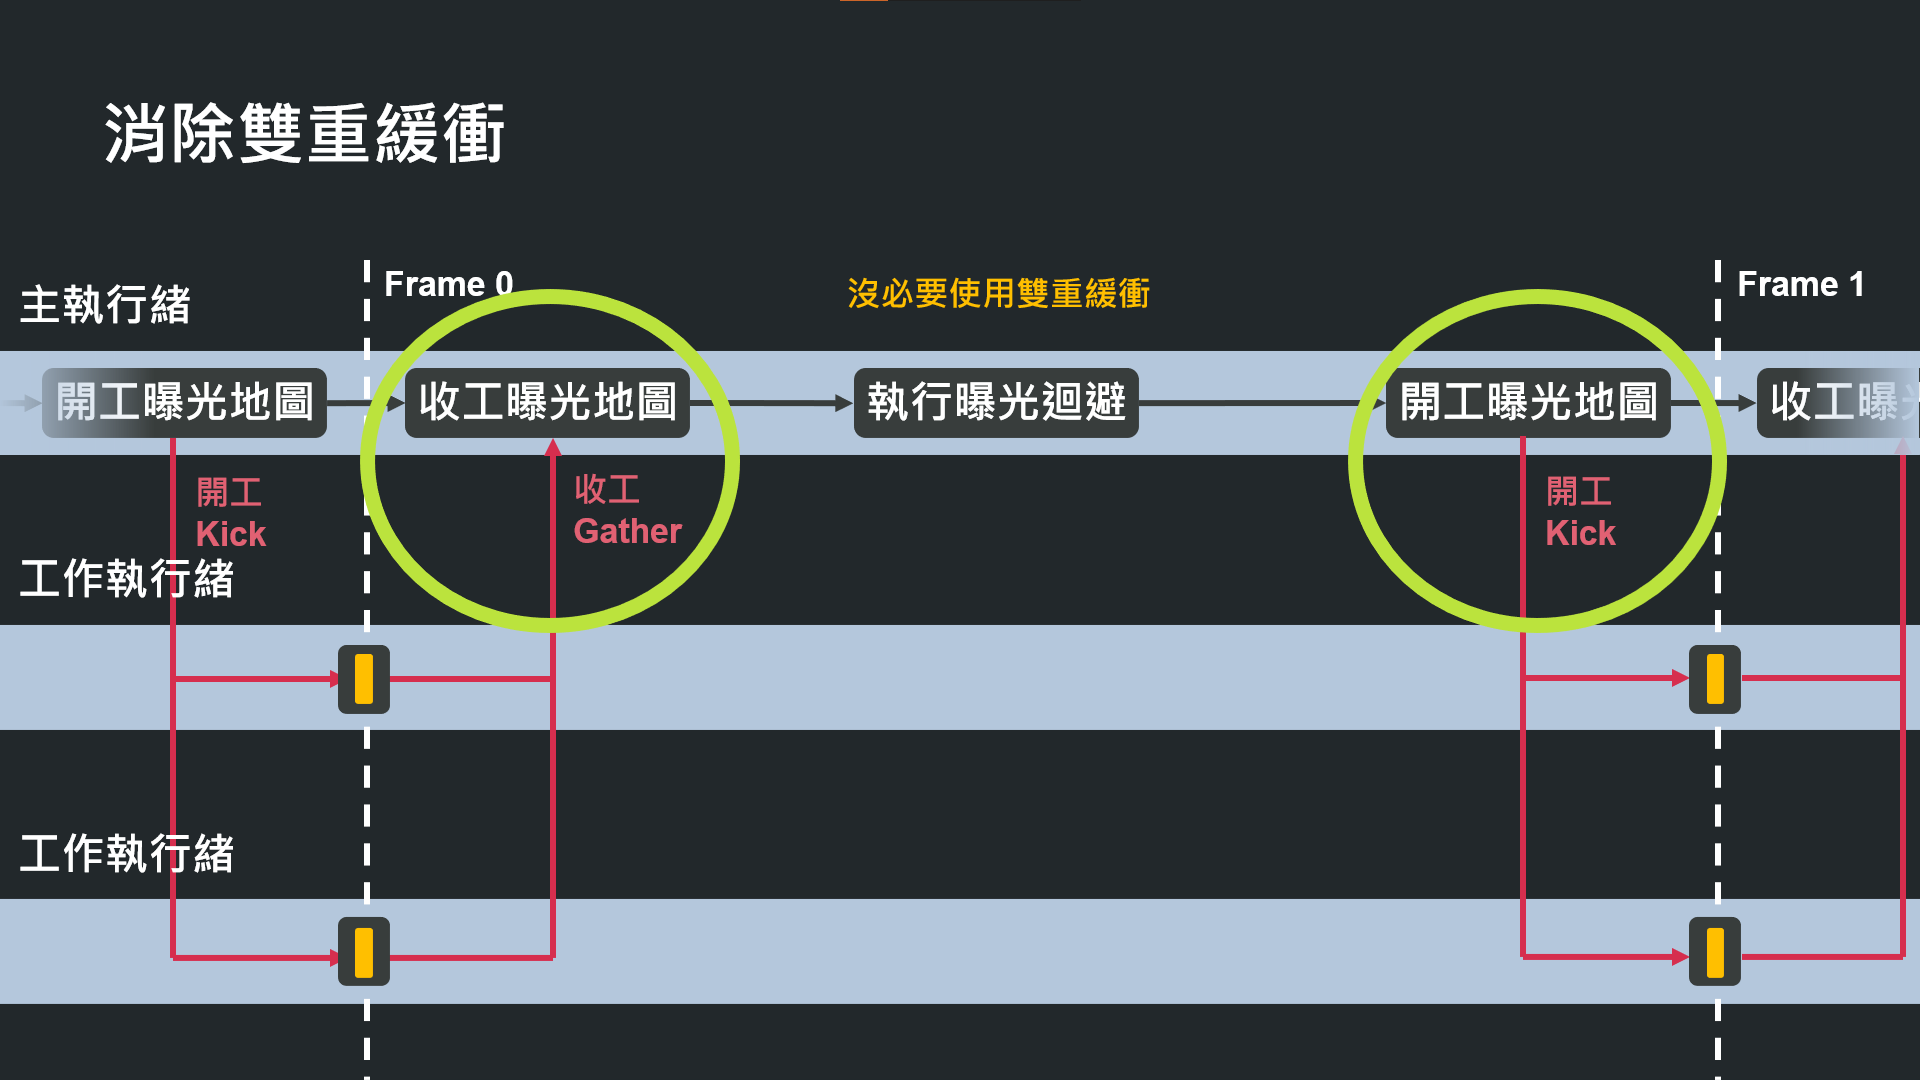 消除雙重緩衝
主執行緒
Frame 0
沒必要使用雙重緩衝
Frame 1
開工曝光地圖
收工曝光地圖
執行曝光迴避
開工曝光地圖
收工曝光
開工
Kick
收工
Gather
開工
Kick
工作執行緒
工作執行緒